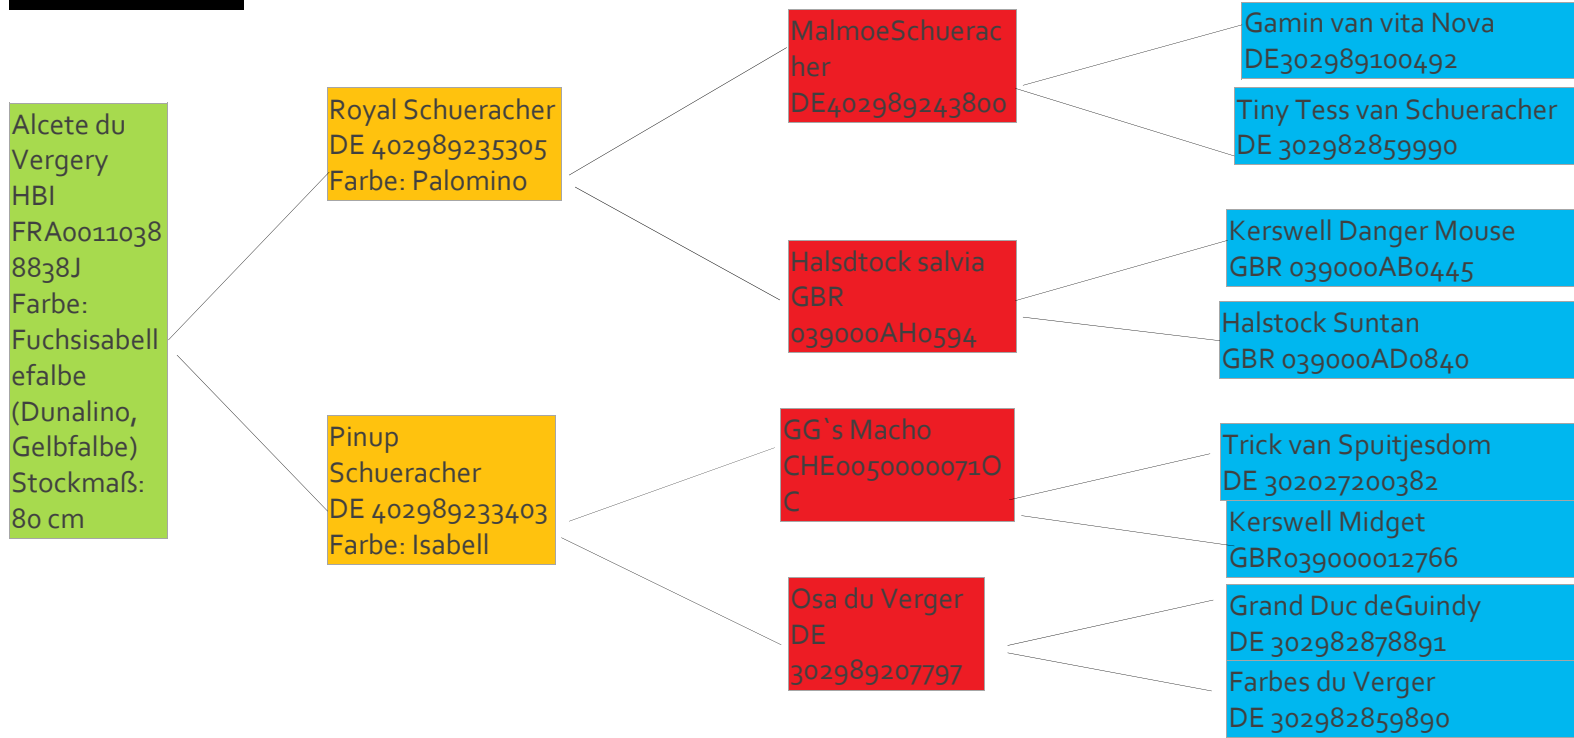 Alcete du
Vergery
HBI
FRA0011038
8838J
Farbe:
Fuchsisabell
efalbe
(Dunalino,
Gelbfalbe)
Stockmaß:
80 cm
Royal Schueracher
DE 402989235305
Farbe: Palomino
Pinup
Schueracher
DE 402989233403
Farbe: Isabell
MalmoeSchuerac
her
DE402989243800
Halsdtock salvia
GBR
039000AH0594
GG`s Macho
CHE0050000071O
C
Osa du Verger
DE
302989207797
Gamin van vita Nova
DE302989100492
Tiny Tess van Schueracher
DE 302982859990
Kerswell Danger Mouse
GBR 039000AB0445
Halstock Suntan
GBR 039000AD0840
Trick van Spuitjesdom
DE 302027200382
Kerswell Midget
GBR039000012766
Grand Duc deGuindy
DE 302982878891
Farbes du Verger
DE 302982859890